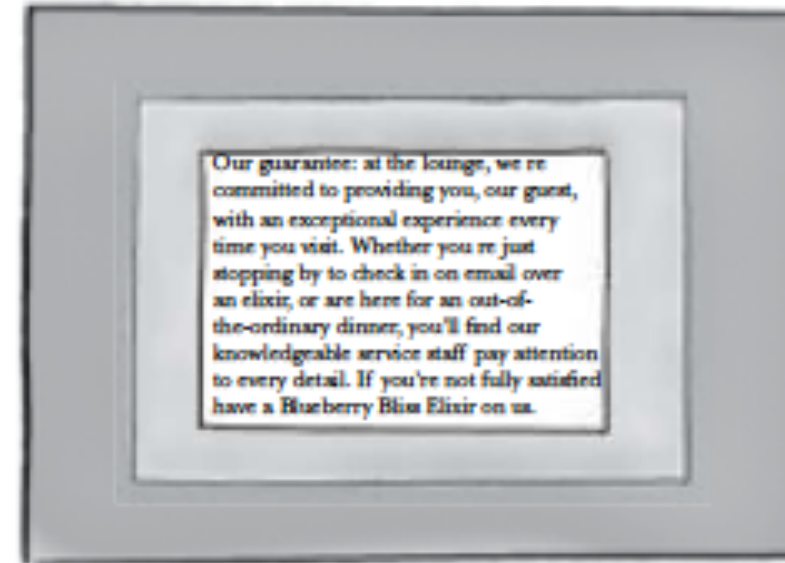 Our guarantee: at the lounge, we re
committed to providing you, our guest,
with an exceptional experience every
time you visit. Whether you re just
stopping by to check in on email over
an elixir, or are here for an out-of-
the-ordinary dinner, you'll find our
knowledgeable service staff pay attention
to every detail. If you're not fully satisfied
have a Blueberry Bliss Elixir on us.